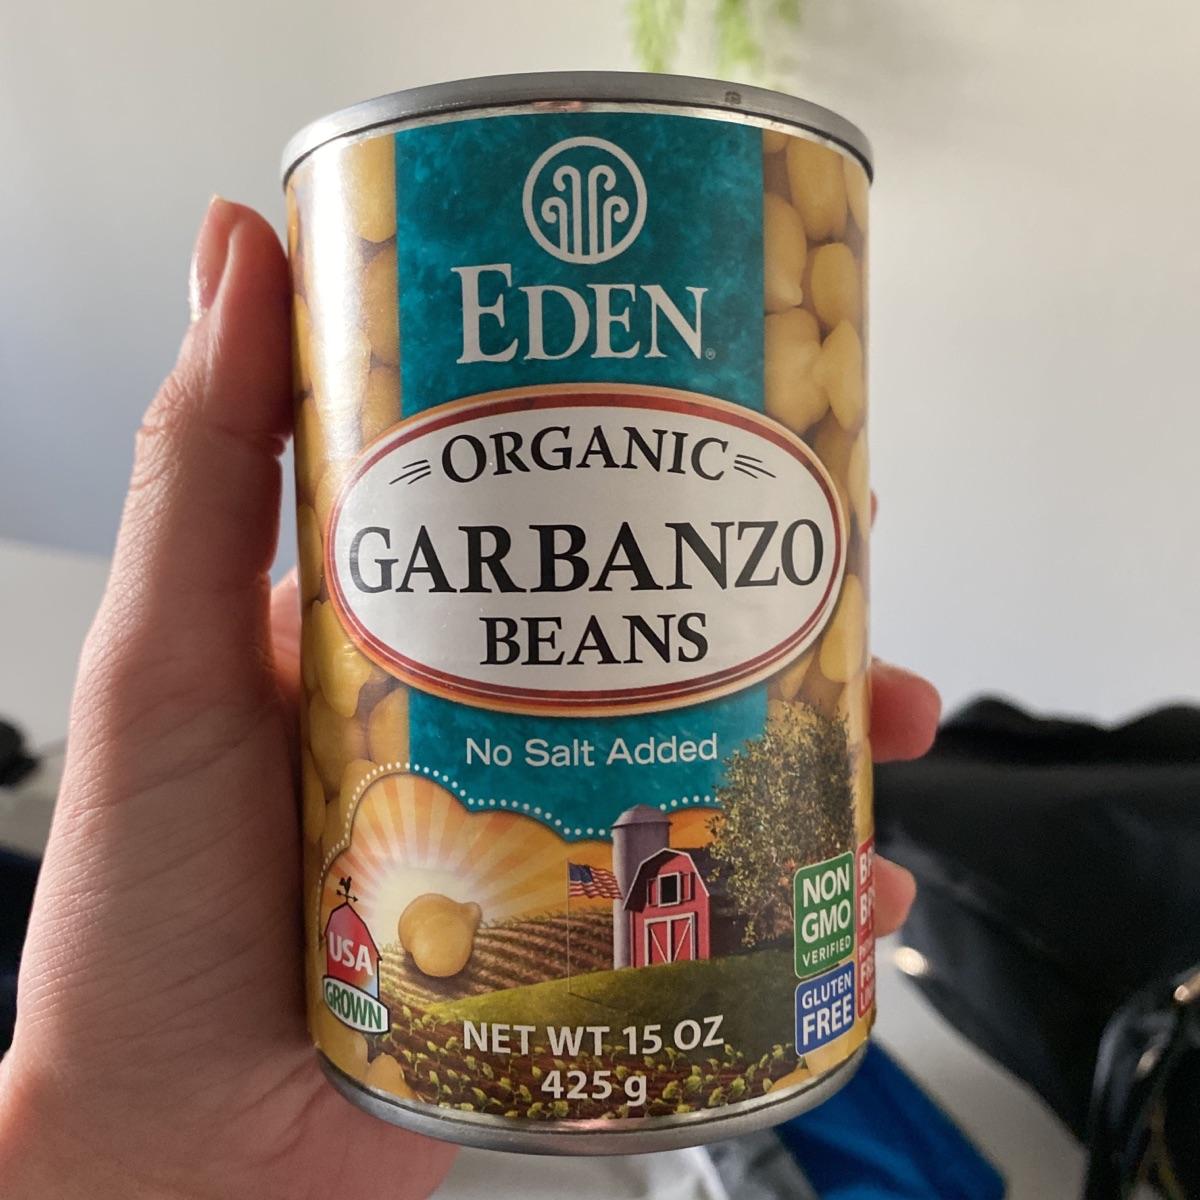 EDEN®
ORGANIC
GARBANZO
BEANS
No Salt Added
USA
GROWN
NON
GMO
VERIFIED
GLUTEN
FREE
NET WT 15 OZ
425 g